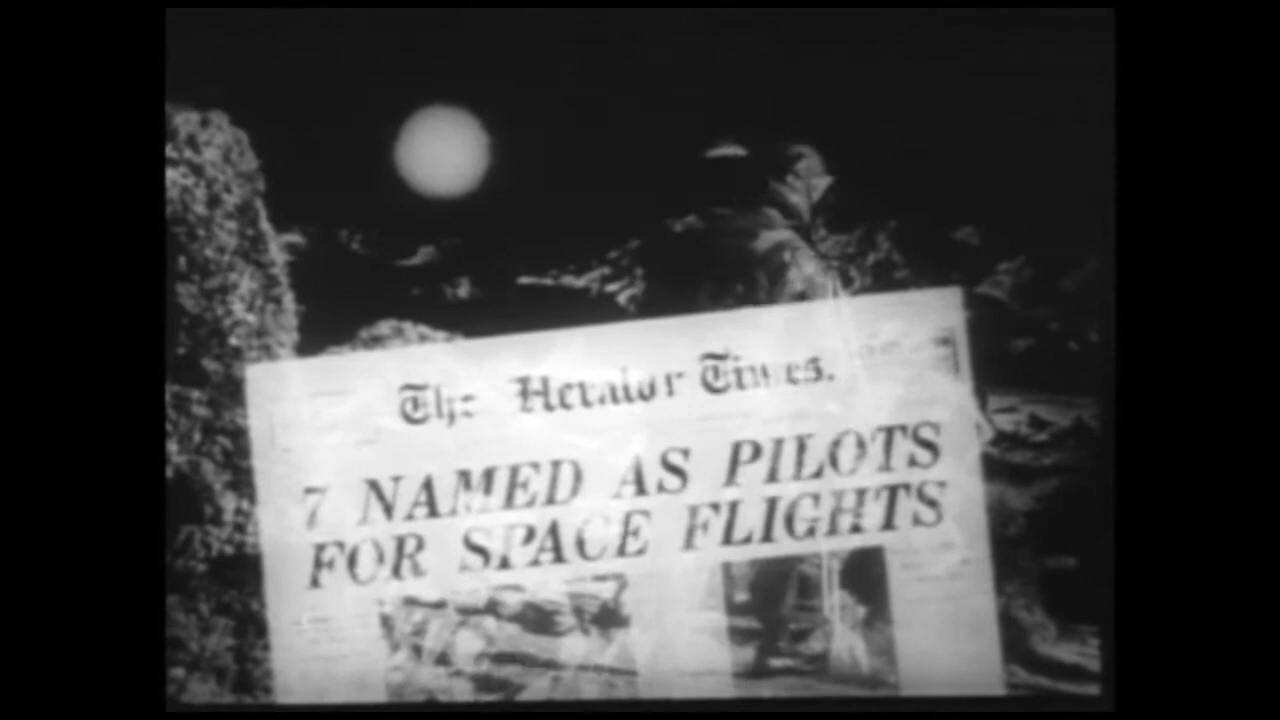 The Herald Times.
7 NAMED AS PILOTS
FOR SPACE FLIGHTS